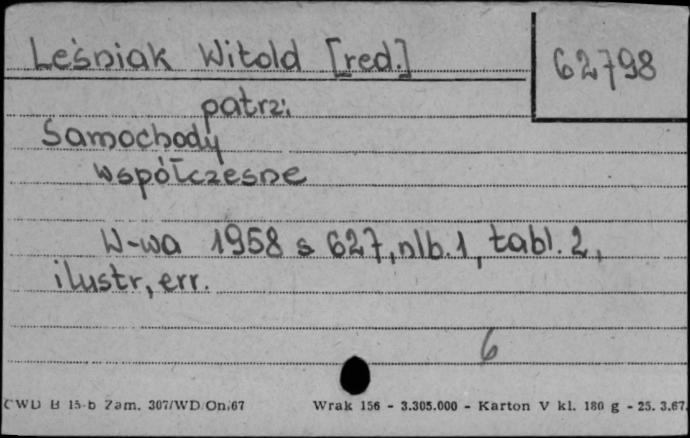 Leśniak Witold [red.]
62798
patrz:
Samochody
współczesne
W-wa 1958 s 627, nlb. 1, tabl. 2,
ilustr, err.
6
CWD B 15-b Zam. 307/WD/On/67 Wrak 156 - 3.305.000 - Karton V kl. 180 g - 25. 3.67.